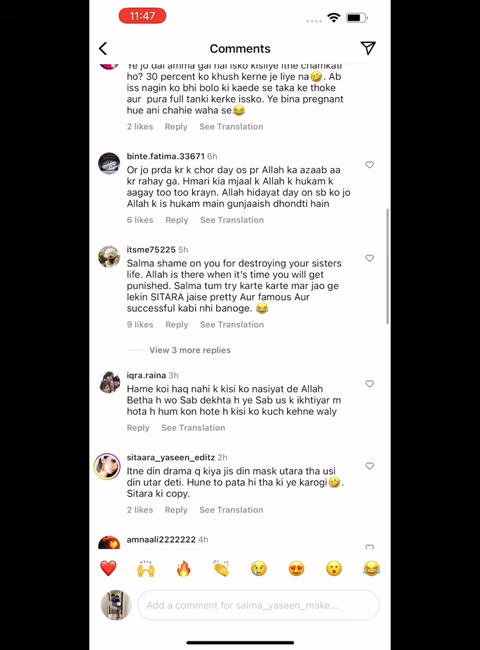 11:47
Comments
Ye jo dai amma gai hai isko kisliye itne chamkati
ho? 30 percent ko khush kerne je liye na🤣. Ab
iss nagin ko bhi bolo ki kaede se taka ke thoke
aur pura full tanki kerke issko. Ye bina pregnant
hue ani chahie waha se😂
2 likes Reply See Translation
binte.fatima.33671 6h
Or jo prda kr k chor day os pr Allah ka azaab aa
kr rahay ga. Hmari kia mjaal k Allah k hukam k
aagay too too krayn. Allah hidayat day on sb ko jo
Allah k is hukam main gunjaaish dhondti hain
6 likes Reply See Translation
itsme75225 5h
Salma shame on you for destroying your sisters
life. Allah is there when it's time you will get
punished. Salma tum try karte karte mar jao ge
lekin SITARA jaise pretty Aur famous Aur
successful kabi nhi banoge. 😂
9 likes Reply See Translation
View 3 more replies
iqra.raina 3h
Hame koi haq nahi k kisi ko nasiyat de Allah
Betha h wo Sab dekhta h ye Sab us k ikhtiyar m
hota h hum kon hote h kisi ko kuch kehne waly
Reply See Translation
sitaara_yaseen_editz 2h
Itne din drama q kiya jis din mask utara tha usi
din utar deti. Hune to pata hi tha ki ye karogi🤣.
Sitara ki copy.
2 likes Reply See Translation
amnaali2222222 4h
Add a comment for salma_yaseen_make...